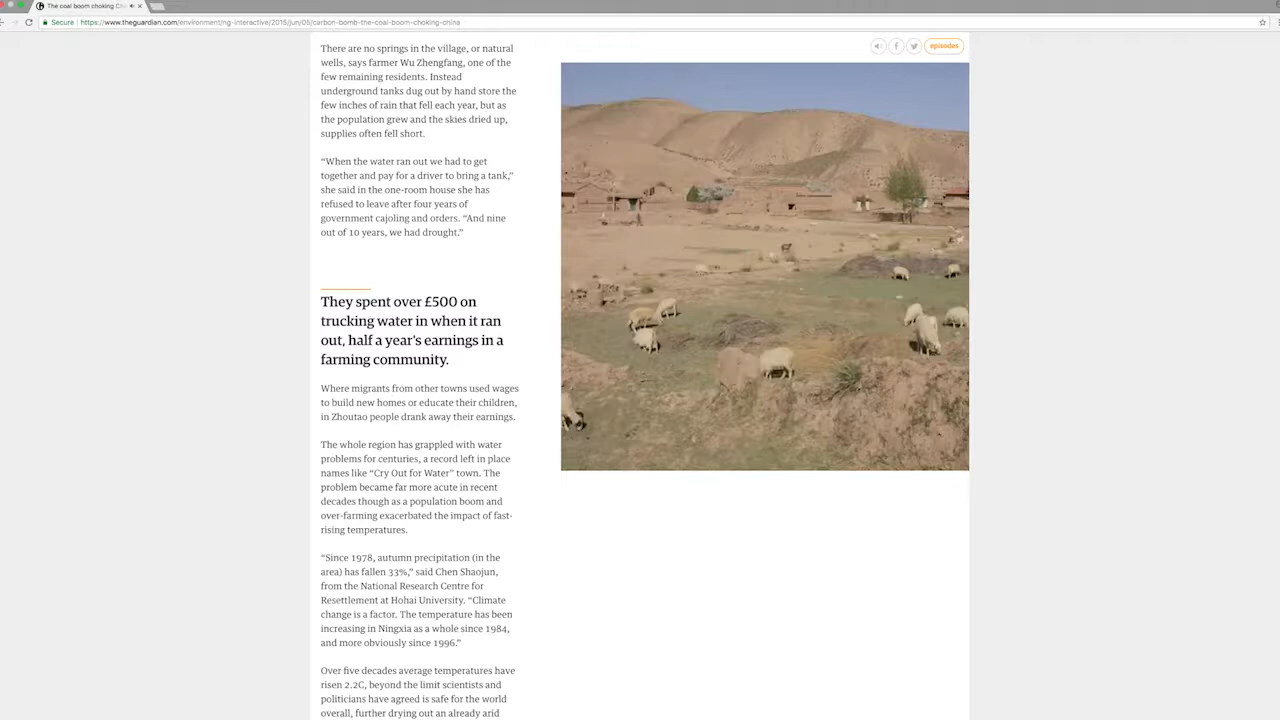 The coal boom choking Ch
Secure
https://www.theguardian.com/environment/ng-interactive/2015/jun/05/carbon-bomb-the-coal-boom-choking-china
episodes
There are no springs in the village, or natural
wells, says farmer Wu Zhengfang, one of the
few remaining residents. Instead
underground tanks dug out by hand store the
few inches of rain that fell each year, but as
the population grew and the skies dried up,
supplies often fell short.
“When the water ran out we had to get
together and pay for a driver to bring a tank,”
she said in the one-room house she has
refused to leave after four years of
government cajoling and orders. “And nine
out of 10 years, we had drought.”
They spent over £500 on
trucking water in when it ran
out, half a year's earnings in a
farming community.
Where migrants from other towns used wages
to build new homes or educate their children,
in Zhoutao people drank away their earnings.
The whole region has grappled with water
problems for centuries, a record left in place
names like “Cry Out for Water” town. The
problem became far more acute in recent
decades though as a population boom and
over-farming exacerbated the impact of fast-
rising temperatures.
“Since 1978, autumn precipitation (in the
area) has fallen 33%,” said Chen Shaojun,
from the National Research Centre for
Resettlement at Hohai University. “Climate
change is a factor. The temperature has been
increasing in Ningxia as a whole since 1984,
and more obviously since 1996.”
Over five decades average temperatures have
risen 2.2C, beyond the limit scientists and
politicians have agreed is safe for the world
overall, further drying out an already arid